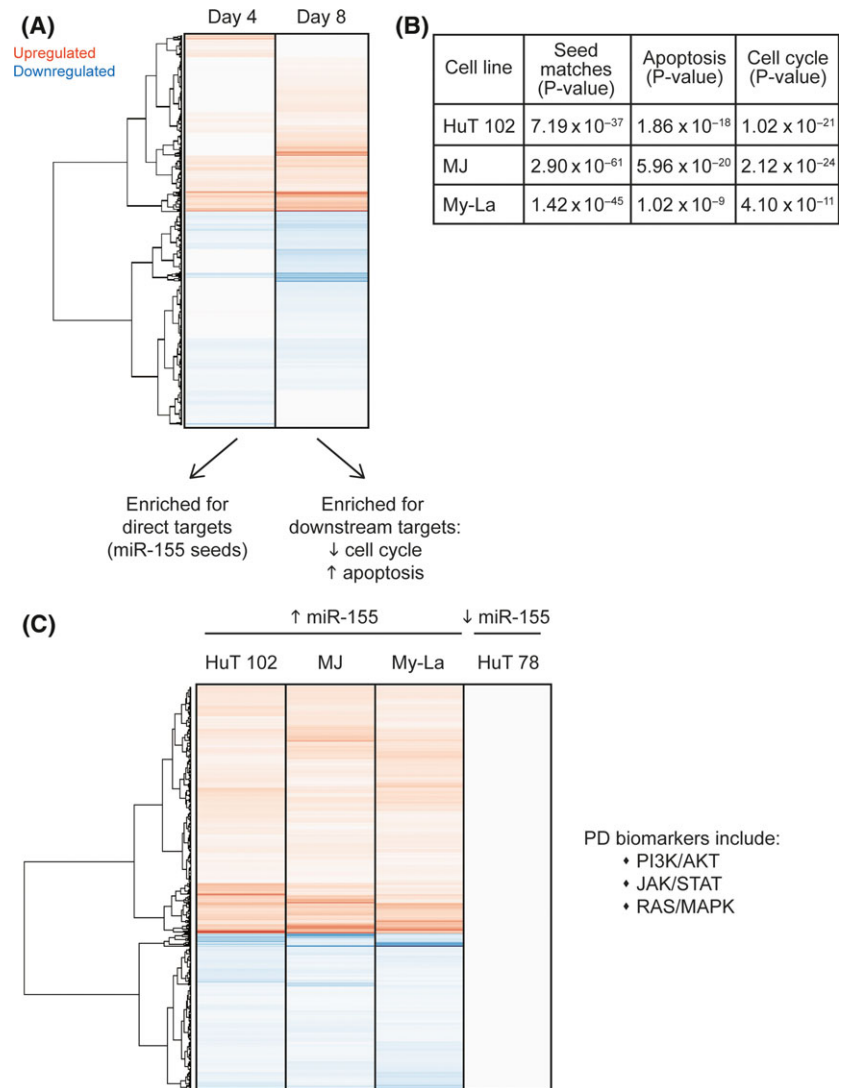 (A)
Day 4 Day 8
Upregulated
Downregulated
Enriched for
direct targets
(miR-155 seeds)
Enriched for
downstream targets:
↓ cell cycle
↑ apoptosis
(B)
Cell line
Seed
matches
(P-value)
Apoptosis
(P-value)
Cell cycle
(P-value)
HuT 102 7.19 x 10⁻³⁷ 1.86 x 10⁻¹⁸ 1.02 x 10⁻²¹
MJ 2.90 x 10⁻⁶¹ 5.96 x 10⁻²⁰ 2.12 x 10⁻²⁴
My-La 1.42 x 10⁻⁴⁵ 1.02 x 10⁻⁹ 4.10 x 10⁻¹¹
(C)
↑ miR-155 ↓ miR-155
HuT 102 MJ My-La HuT 78
PD biomarkers include:
♦ PI3K/AKT
♦ JAK/STAT
♦ RAS/MAPK